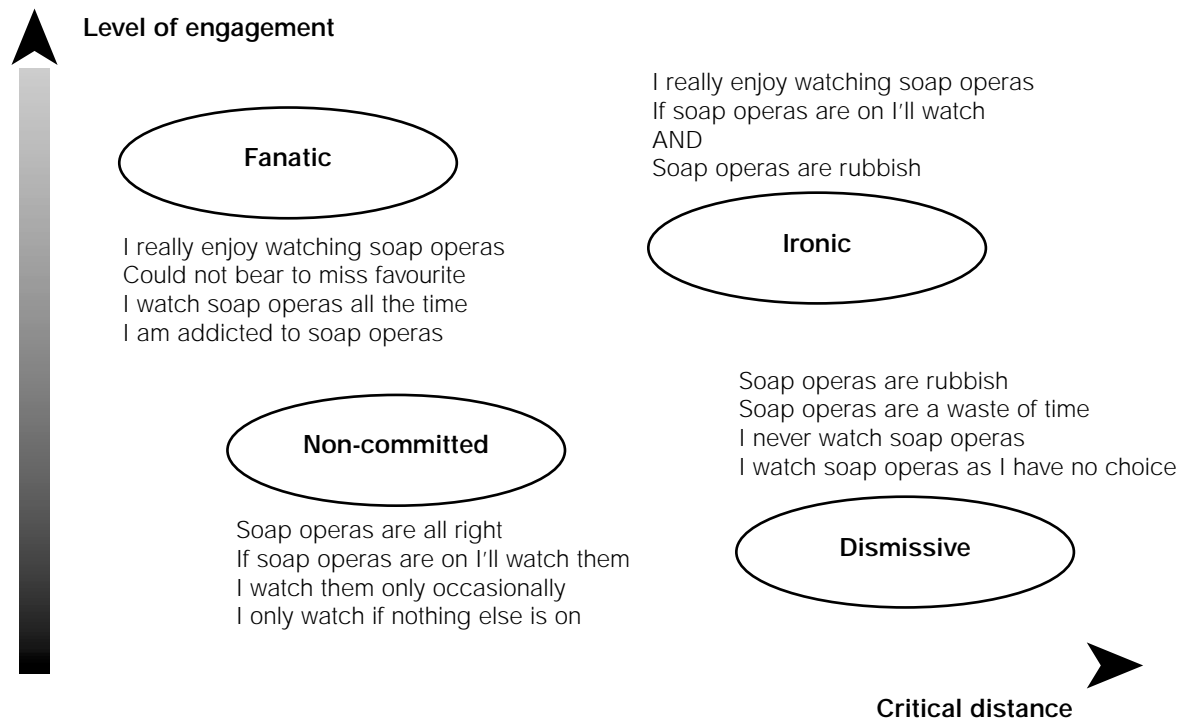 Level of engagement
I really enjoy watching soap operas
If soap operas are on I'll watch
AND
Soap operas are rubbish
Fanatic
Ironic
I really enjoy watching soap operas
Could not bear to miss favourite
I watch soap operas all the time
I am addicted to soap operas
Soap operas are rubbish
Soap operas are a waste of time
I never watch soap operas
I watch soap operas as I have no choice
Non-committed
Soap operas are all right
If soap operas are on I'll watch them
I watch them only occasionally
I only watch if nothing else is on
Dismissive
Critical distance